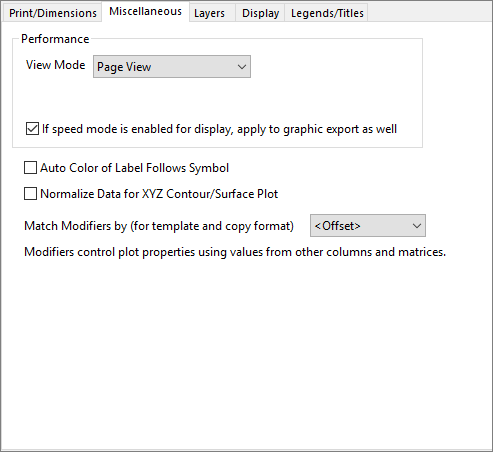 Print/Dimensions Miscellaneous Layers Display Legends/Titles
Performance
View Mode Page View
If speed mode is enabled for display, apply to graphic export as well
Auto Color of Label Follows Symbol
Normalize Data for XYZ Contour/Surface Plot
Match Modifiers by (for template and copy format) <Offset>
Modifiers control plot properties using values from other columns and matrices.